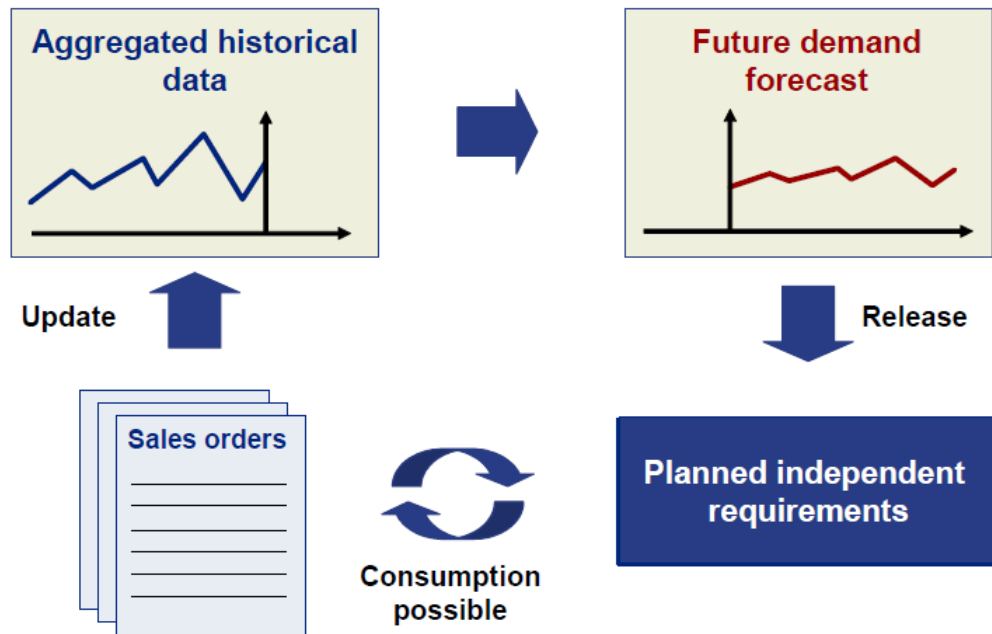 Aggregated historical
data
Future demand
forecast
Update
Release
Sales orders
Planned independent
requirements
Consumption
possible